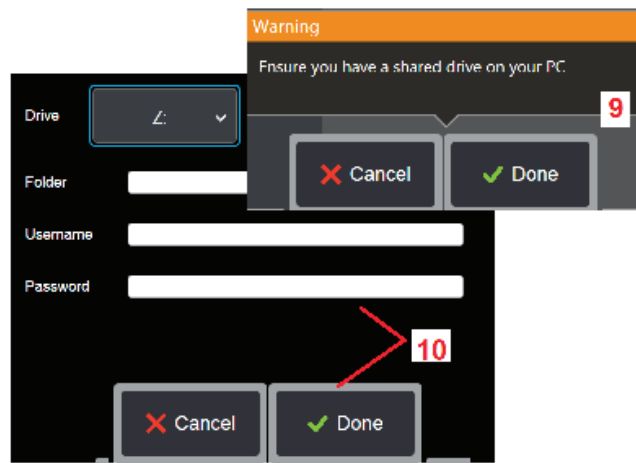 Warning
Ensure you have a shared drive on your PC
9
Cancel
Done
Drive
Z:
Folder
Username
Password
10
Cancel
Done